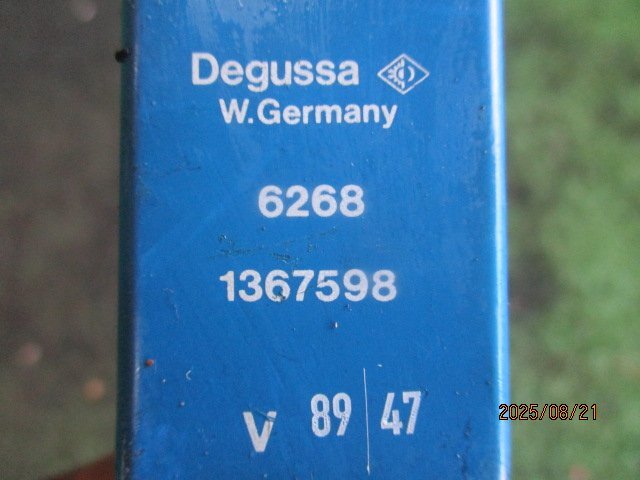 Degussa
W.Germany
6268
1367598
V 89|47
2025/08/21